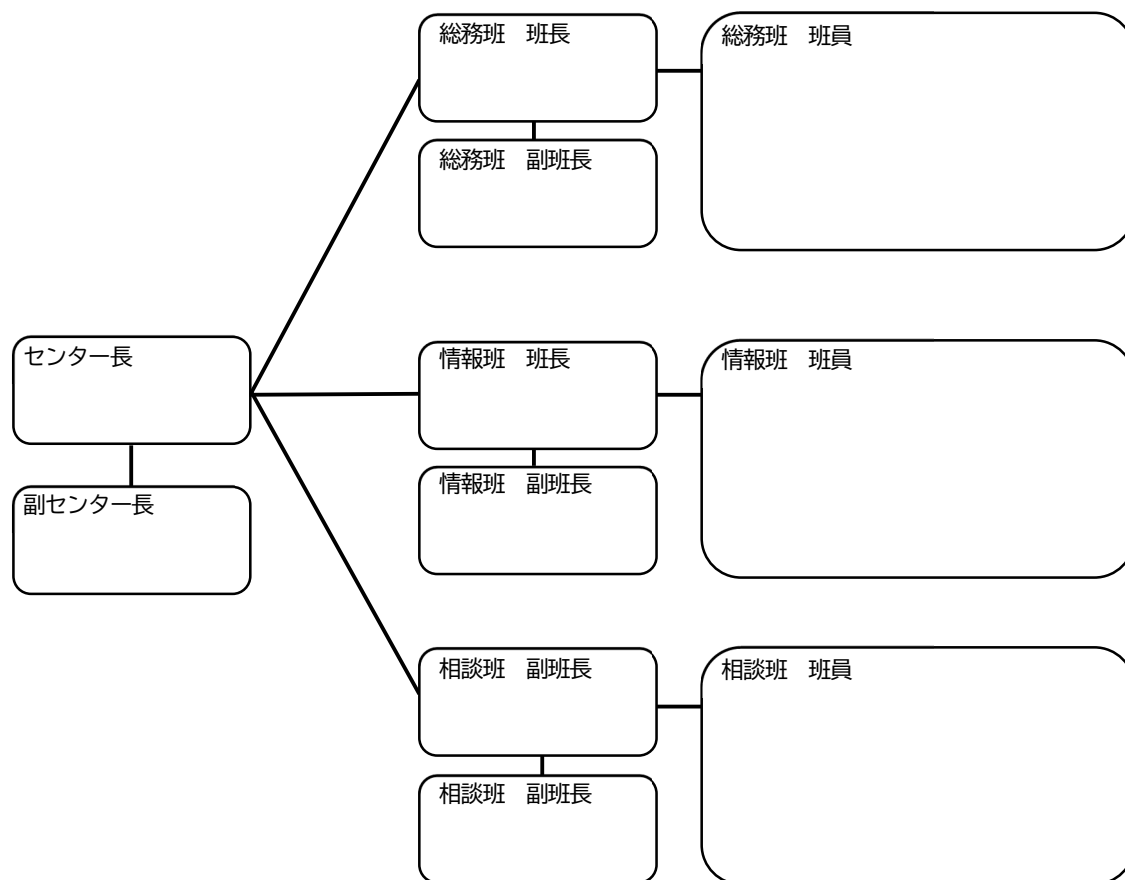 総務班　班長
総務班　班員
総務班　副班長
センター長
情報班　班長
情報班　班員
情報班　副班長
副センター長
相談班　副班長
相談班　班員
相談班　副班長